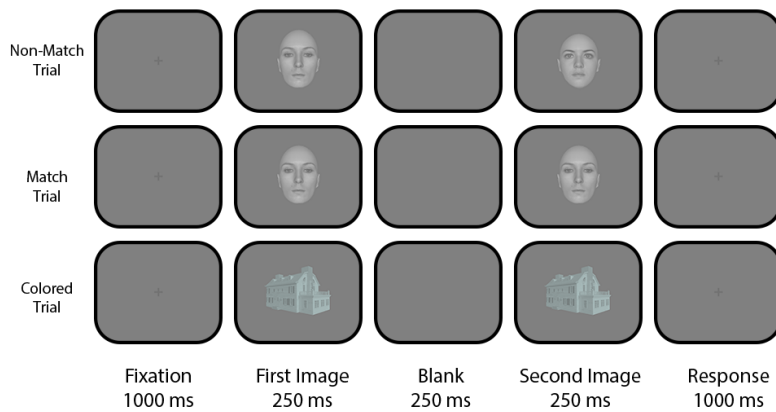 Non-Match
Trial
Match
Trial
Colored
Trial
Fixation
1000 ms
First Image
250 ms
Blank
250 ms
Second Image
250 ms
Response
1000 ms